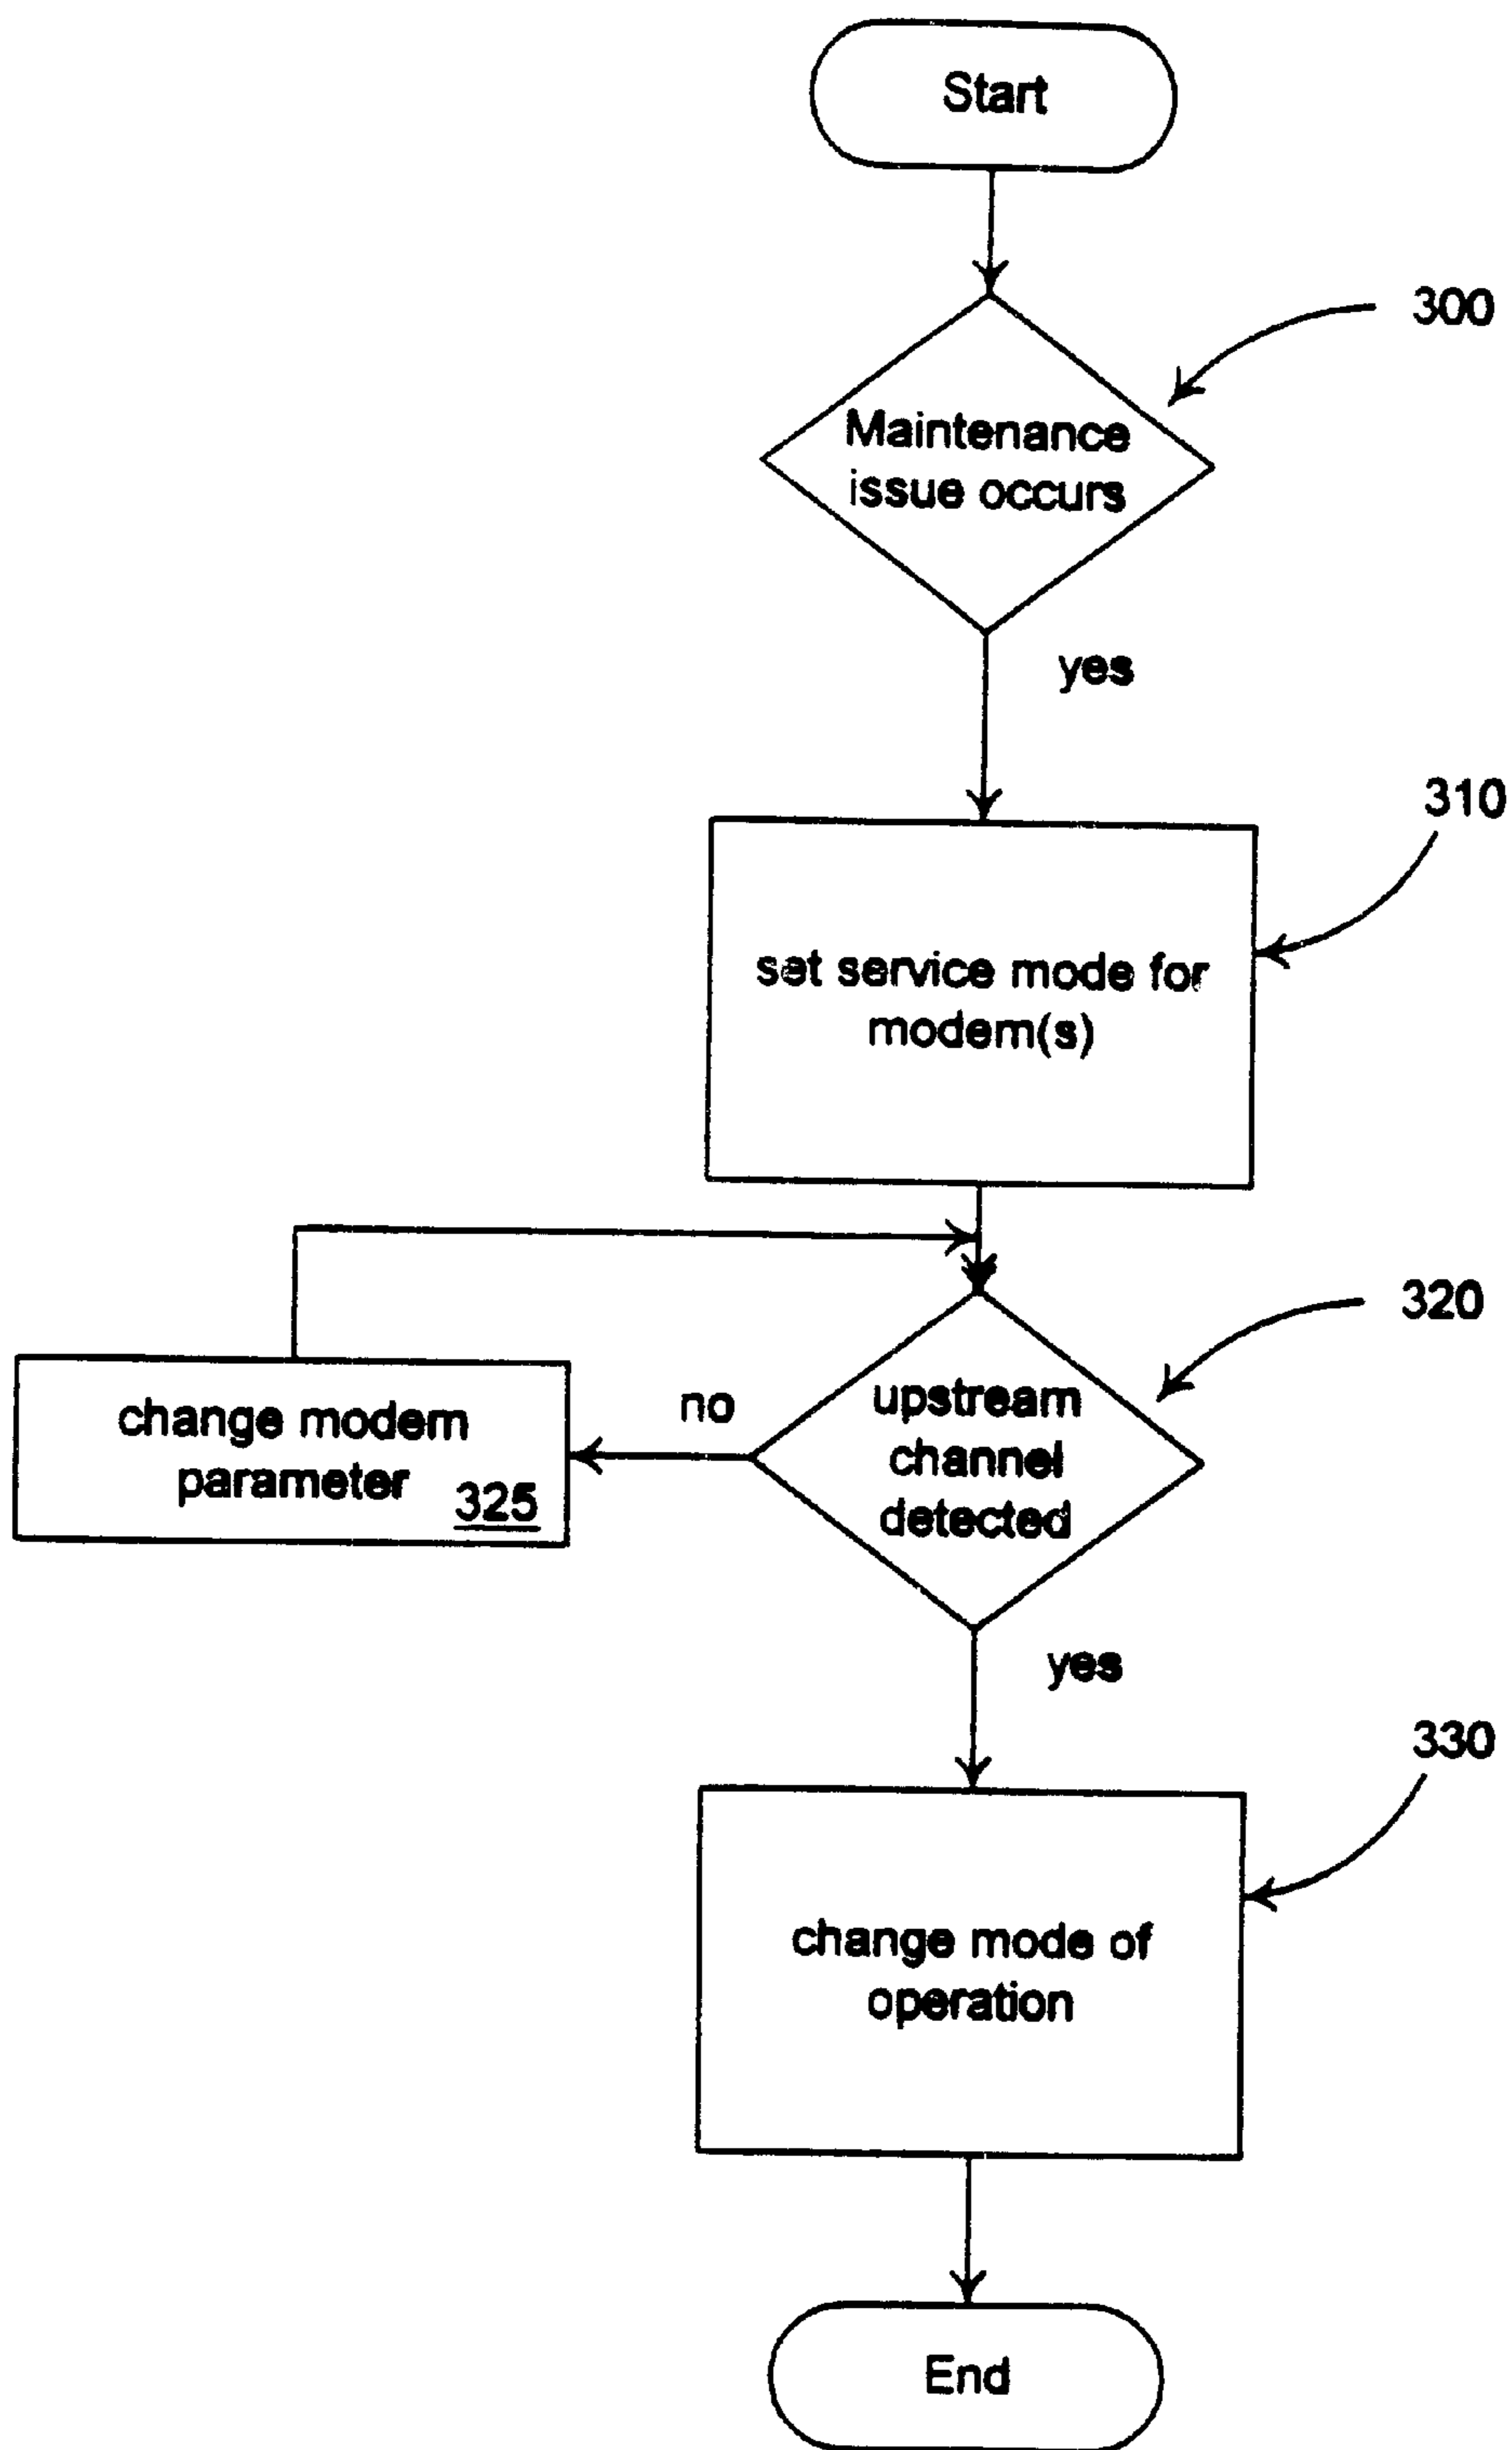 Start
300
Maintenance
issue occurs
yes
310
set service mode for
modem(s)
320
upstream
channel
detected
no
change modem
parameter
325
yes
330
change mode of
operation
End